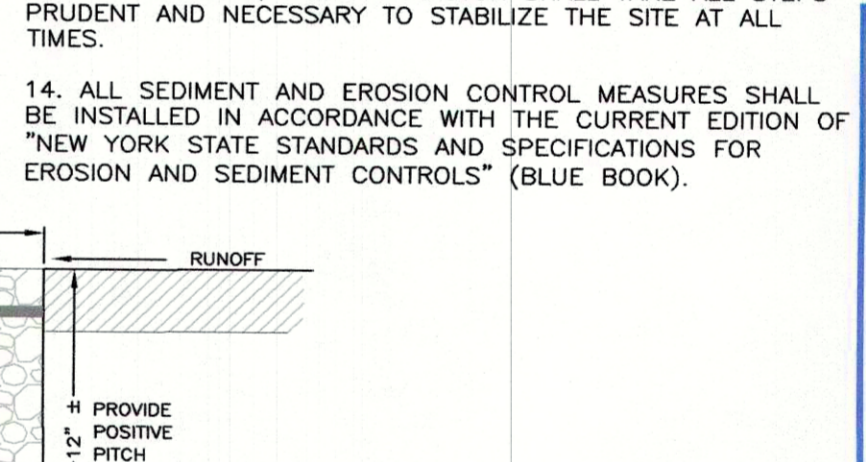 PRUDENT AND NECESSARY TO STABILIZE THE SITE AT ALL
TIMES.
14. ALL SEDIMENT AND EROSION CONTROL MEASURES SHALL
BE INSTALLED IN ACCORDANCE WITH THE CURRENT EDITION OF
"NEW YORK STATE STANDARDS AND SPECIFICATIONS FOR
EROSION AND SEDIMENT CONTROLS" (BLUE BOOK).
RUNOFF
12" ±
PROVIDE
POSITIVE
PITCH